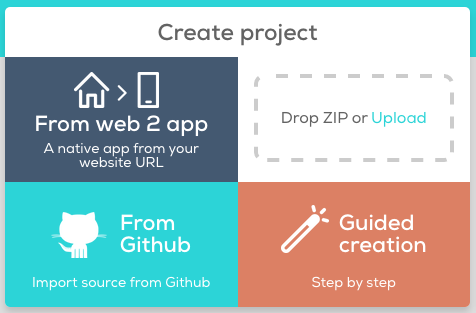 Create project
From web 2 app
A native app from your
website URL
Drop ZIP or Upload
From
Github
Import source from Github
Guided
creation
Step by step